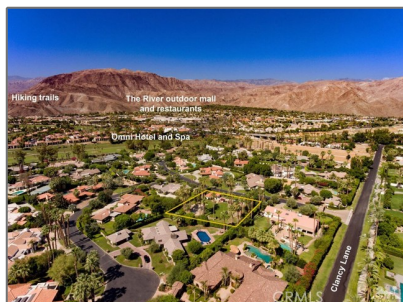 Hiking trails
The River outdoor mall
and restaurants
Omni Hotel and Spa
Clancy Lane
CRMLS